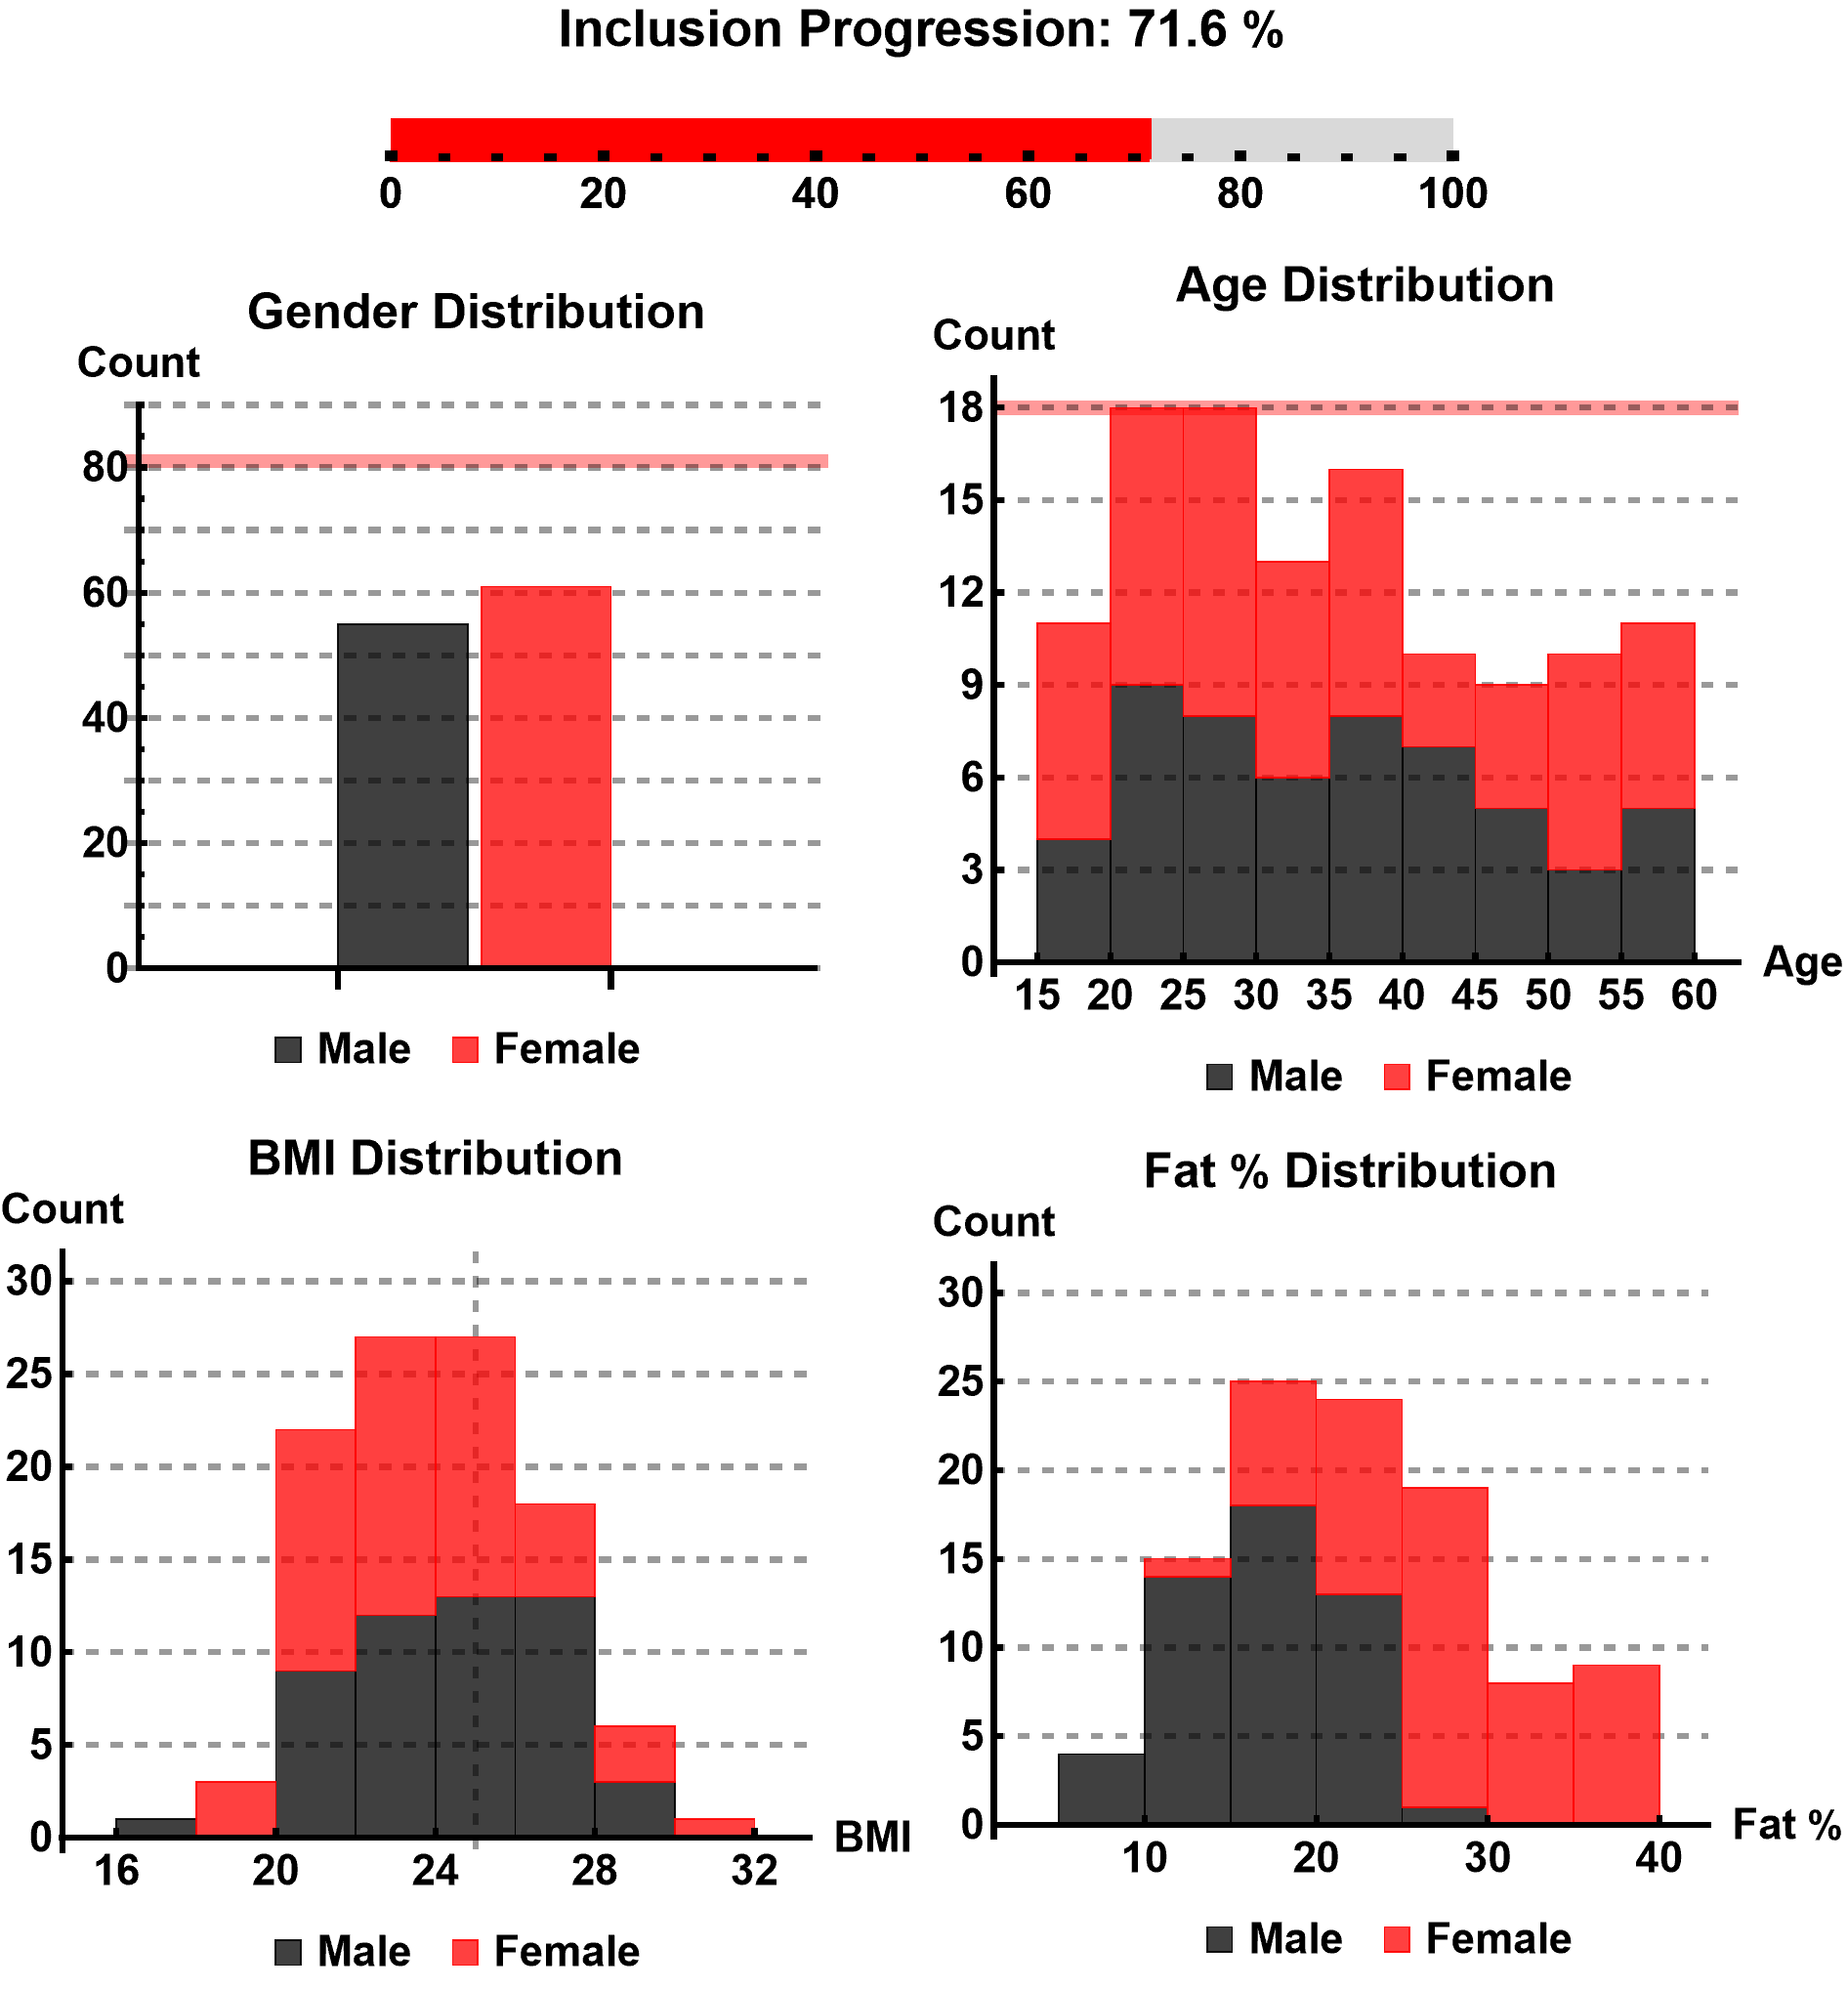 Inclusion Progression: 71.6 %
0 20 40 60 80 100
Gender Distribution
Count
80
60
40
20
0
Male Female
Age Distribution
Count
18
15
12
9
6
3
0
15 20 25 30 35 40 45 50 55 60
Age
Male Female
BMI Distribution
Count
30
25
20
15
10
5
0
16 20 24 28 32
BMI
Male Female
Fat % Distribution
Count
30
25
20
15
10
5
0
10 20 30 40
Fat %
Male Female